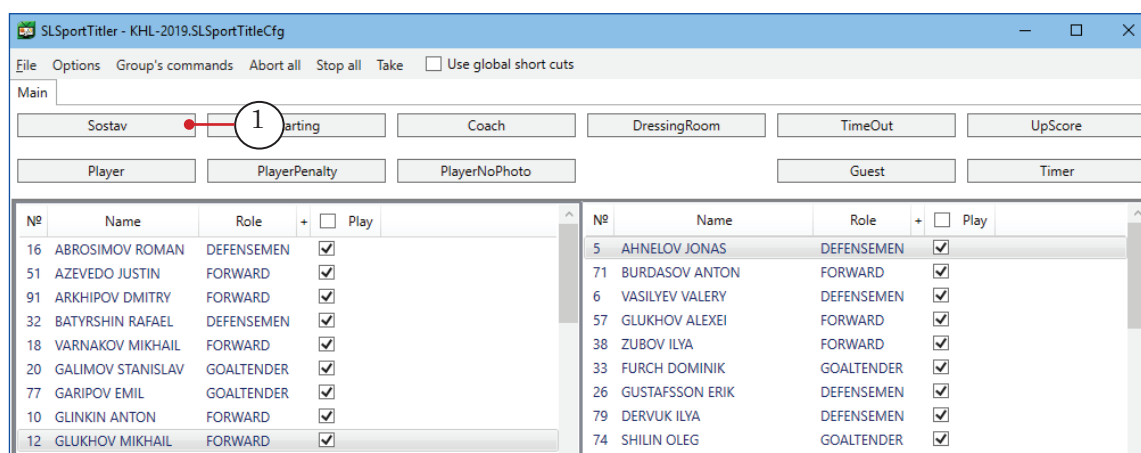 SLSportTitler - KHL-2019.SLSportTitleCfg
File Options Group's commands Abort all Stop all Take Use global short cuts
Main
Sostav 1 arting Coach DressingRoom TimeOut UpScore
Player PlayerPenalty PlayerNoPhoto Guest Timer
№ Name Role + Play № Name Role + Play
16 ABROSIMOV ROMAN DEFENSEMEN 5 AHNELOV JONAS DEFENSEMEN
51 AZEVEDO JUSTIN FORWARD 71 BURDASOV ANTON FORWARD
91 ARKHIPOV DMITRY FORWARD 6 VASILYEV VALERY DEFENSEMEN
32 BATYRSHIN RAFAEL DEFENSEMEN 57 GLUKHOV ALEXEI FORWARD
18 VARNAKOV MIKHAIL FORWARD 38 ZUBOV ILYA FORWARD
20 GALIMOV STANISLAV GOALTENDER 33 FURCH DOMINIK GOALTENDER
77 GARIPOV EMIL GOALTENDER 26 GUSTAFSSON ERIK DEFENSEMEN
10 GLINKIN ANTON FORWARD 79 DERVUK ILYA DEFENSEMEN
12 GLUKHOV MIKHAIL FORWARD 74 SHILIN OLEG GOALTENDER